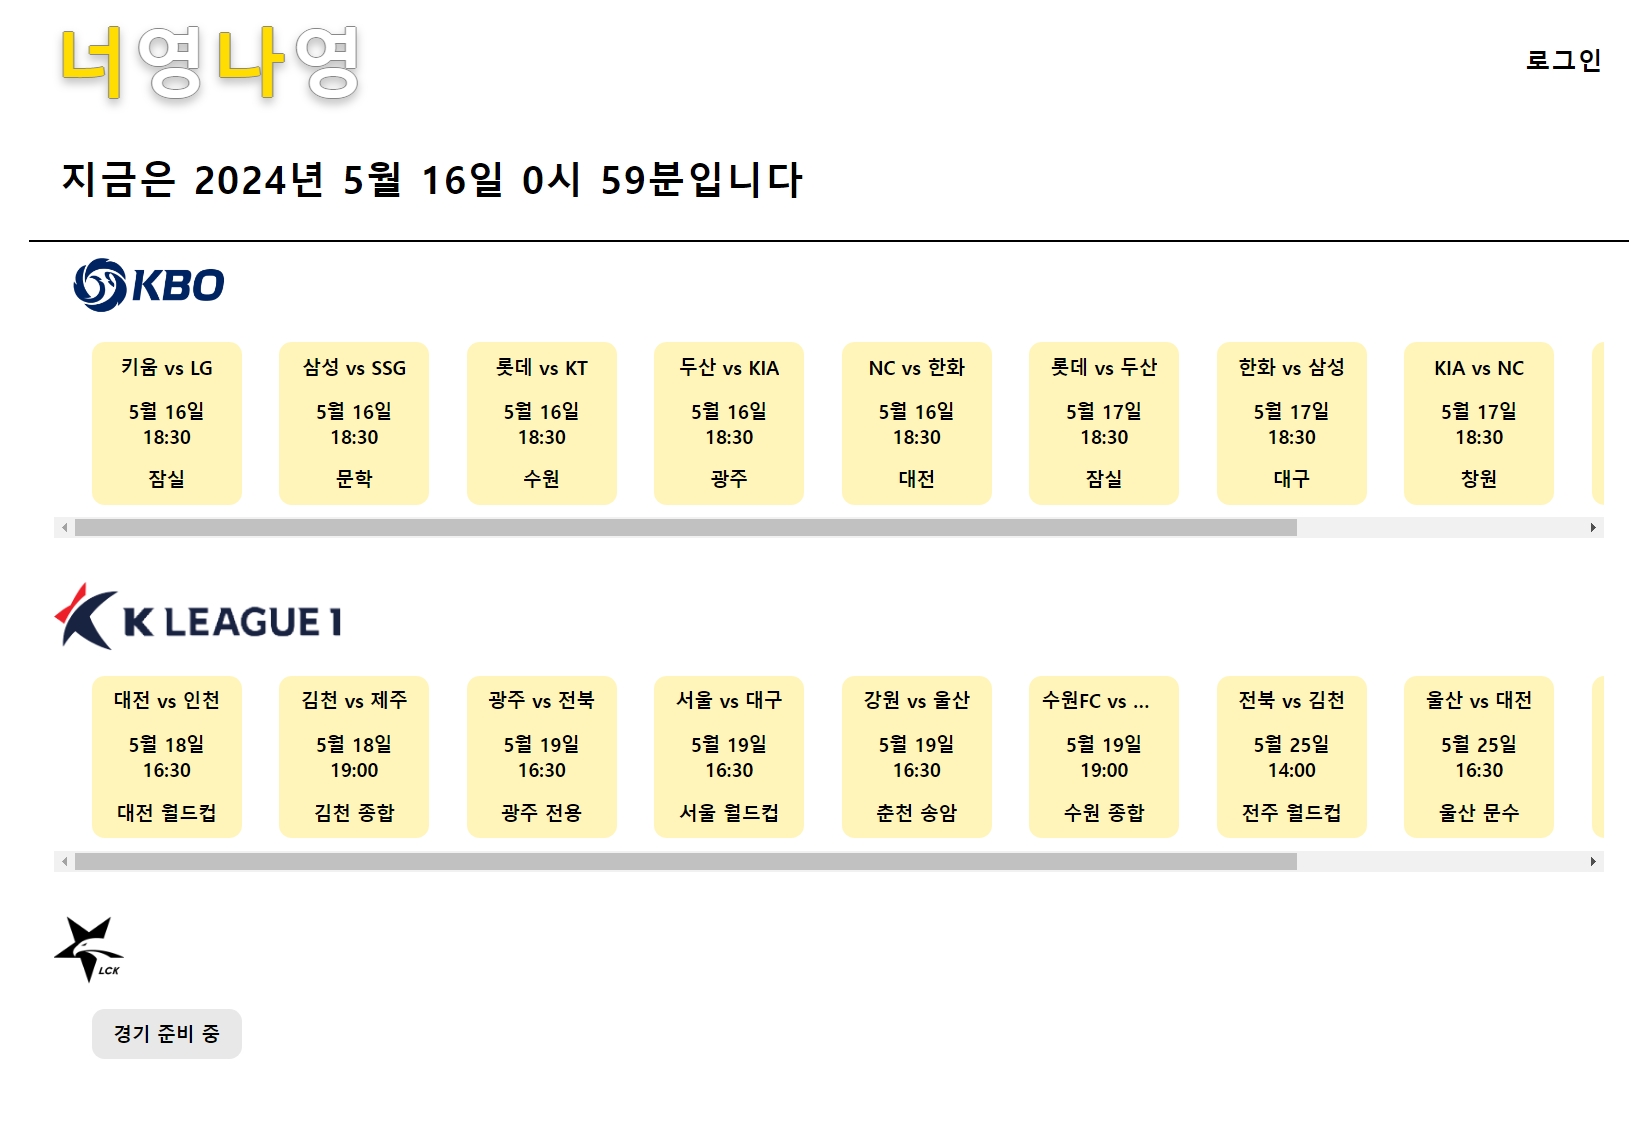 너영나영
로그인
지금은 2024년 5월 16일 0시 59분입니다
KBO
키움 vs LG
5월 16일
18:30
잠실
삼성 vs SSG
5월 16일
18:30
문학
롯데 vs KT
5월 16일
18:30
수원
두산 vs KIA
5월 16일
18:30
광주
NC vs 한화
5월 16일
18:30
대전
롯데 vs 두산
5월 17일
18:30
잠실
한화 vs 삼성
5월 17일
18:30
대구
KIA vs NC
5월 17일
18:30
창원
K LEAGUE 1
대전 vs 인천
5월 18일
16:30
대전 월드컵
김천 vs 제주
5월 18일
19:00
김천 종합
광주 vs 전북
5월 19일
16:30
광주 전용
서울 vs 대구
5월 19일
16:30
서울 월드컵
강원 vs 울산
5월 19일
16:30
춘천 송암
수원FC vs ...
5월 19일
19:00
수원 종합
전북 vs 김천
5월 25일
14:00
전주 월드컵
울산 vs 대전
5월 25일
16:30
울산 문수
LCK
경기 준비 중